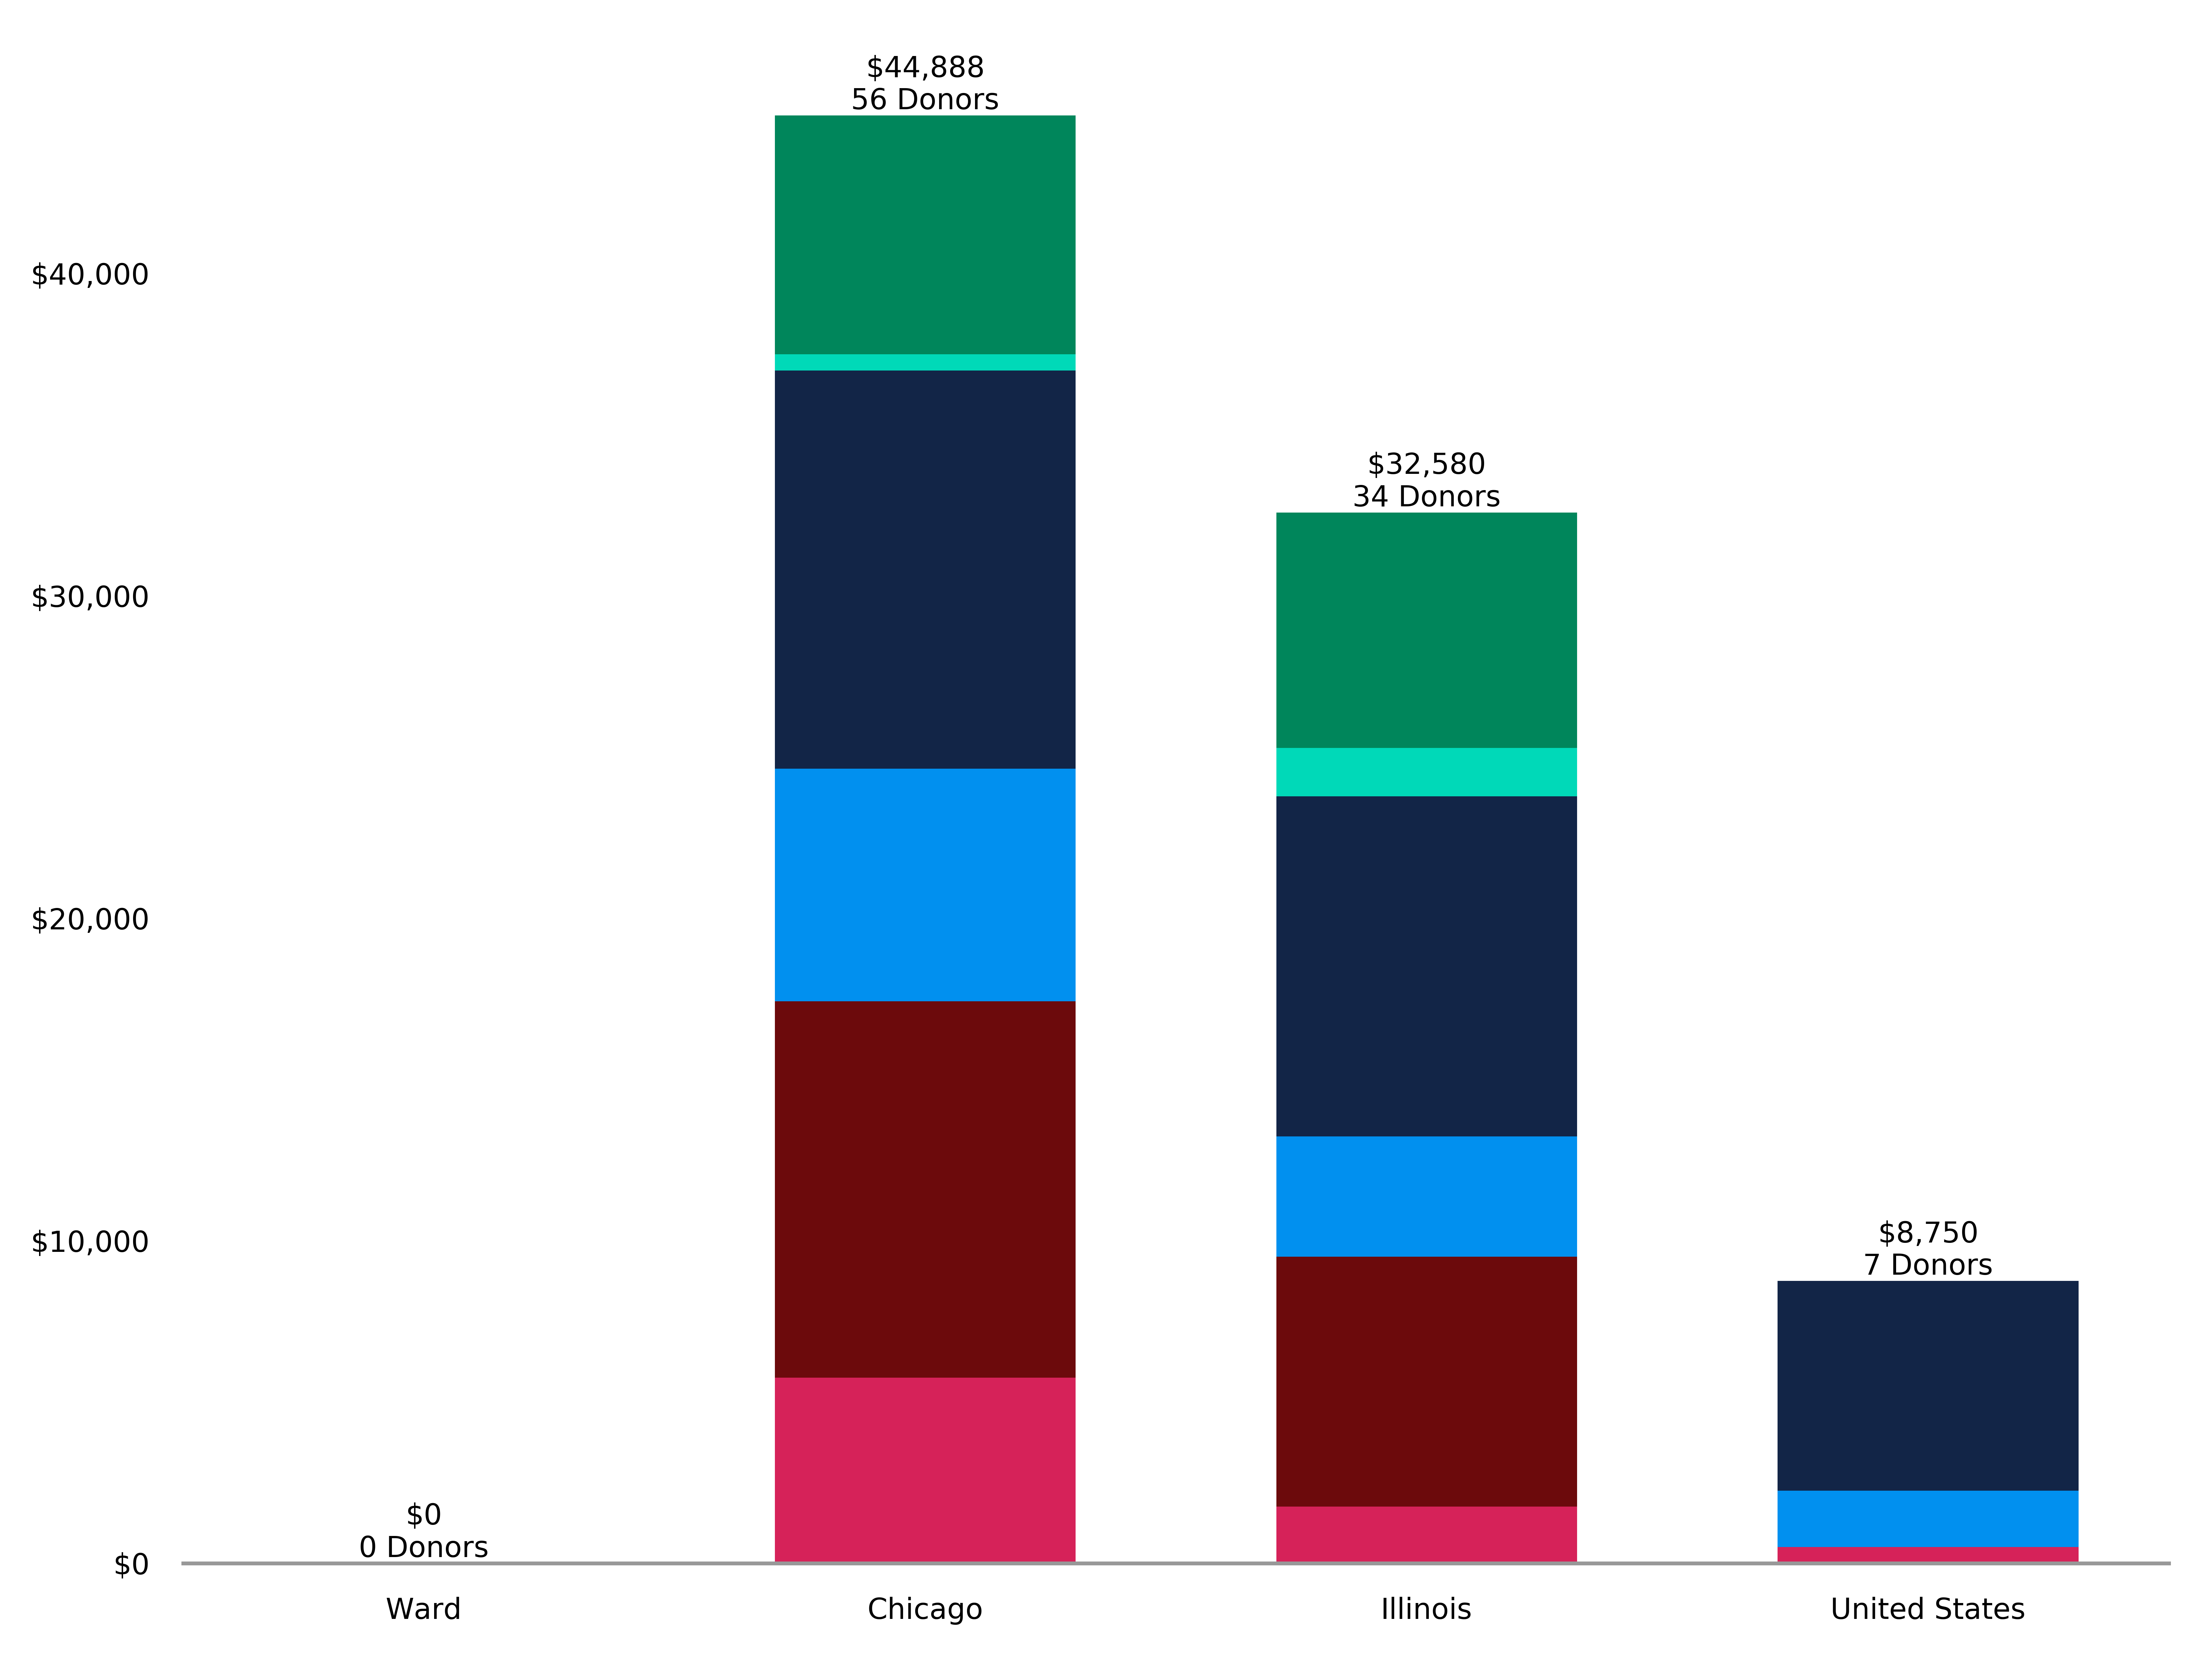 $44,888
56 Donors
$40,000
$32,580
34 Donors
$30,000
$20,000
$10,000
$8,750
7 Donors
$0
0 Donors
$0
Ward
Chicago
Illinois
United States